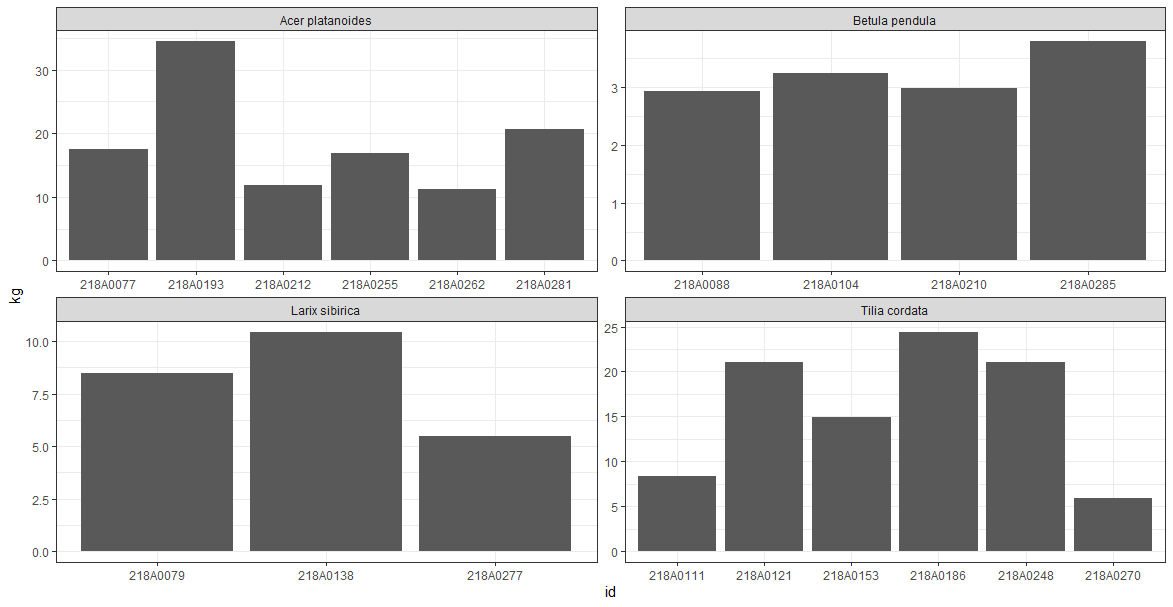 Acer platanoides
Betula pendula
30
20
10
0
3
2
1
0
218A0077 218A0193 218A0212 218A0255 218A0262 218A0281
218A0088 218A0104 218A0210 218A0285
kg
Larix sibirica
Tilia cordata
10.0
7.5
5.0
2.5
0.0
25
20
15
10
5
0
218A0079 218A0138 218A0277
218A0111 218A0121 218A0153 218A0186 218A0248 218A0270
id